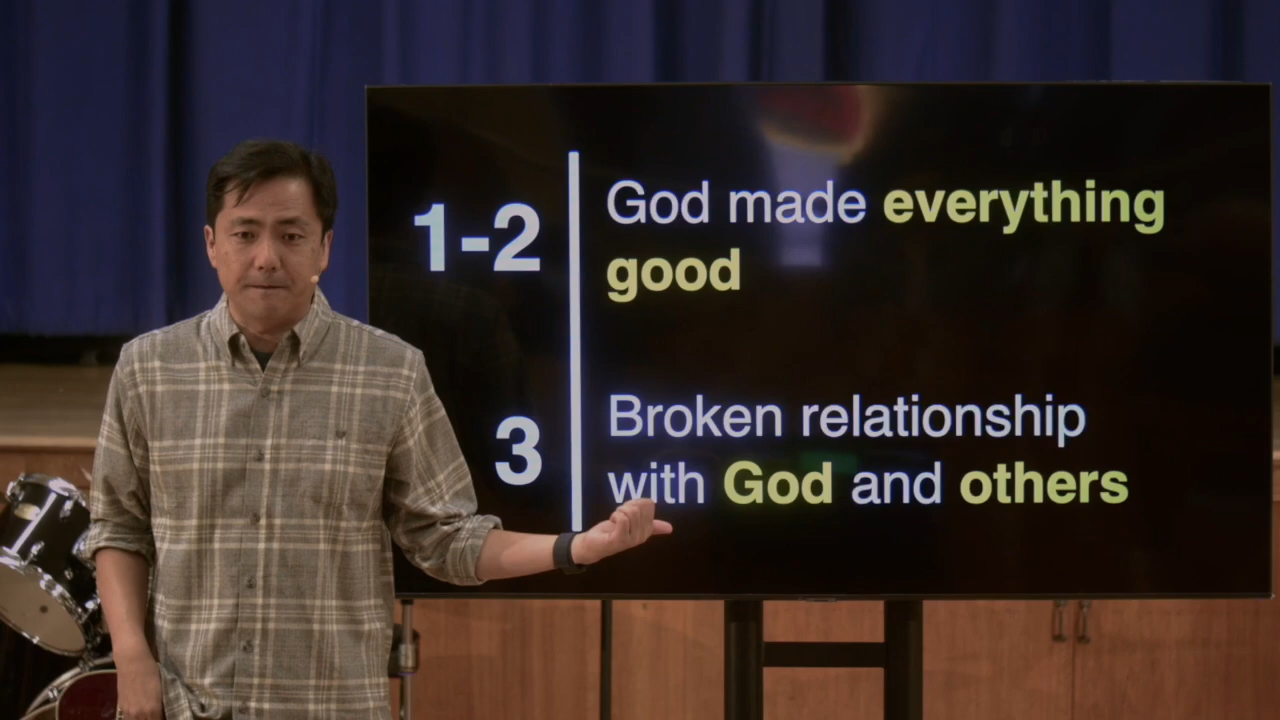 1-2
God made everything
good
3
Broken relationship
with God and others